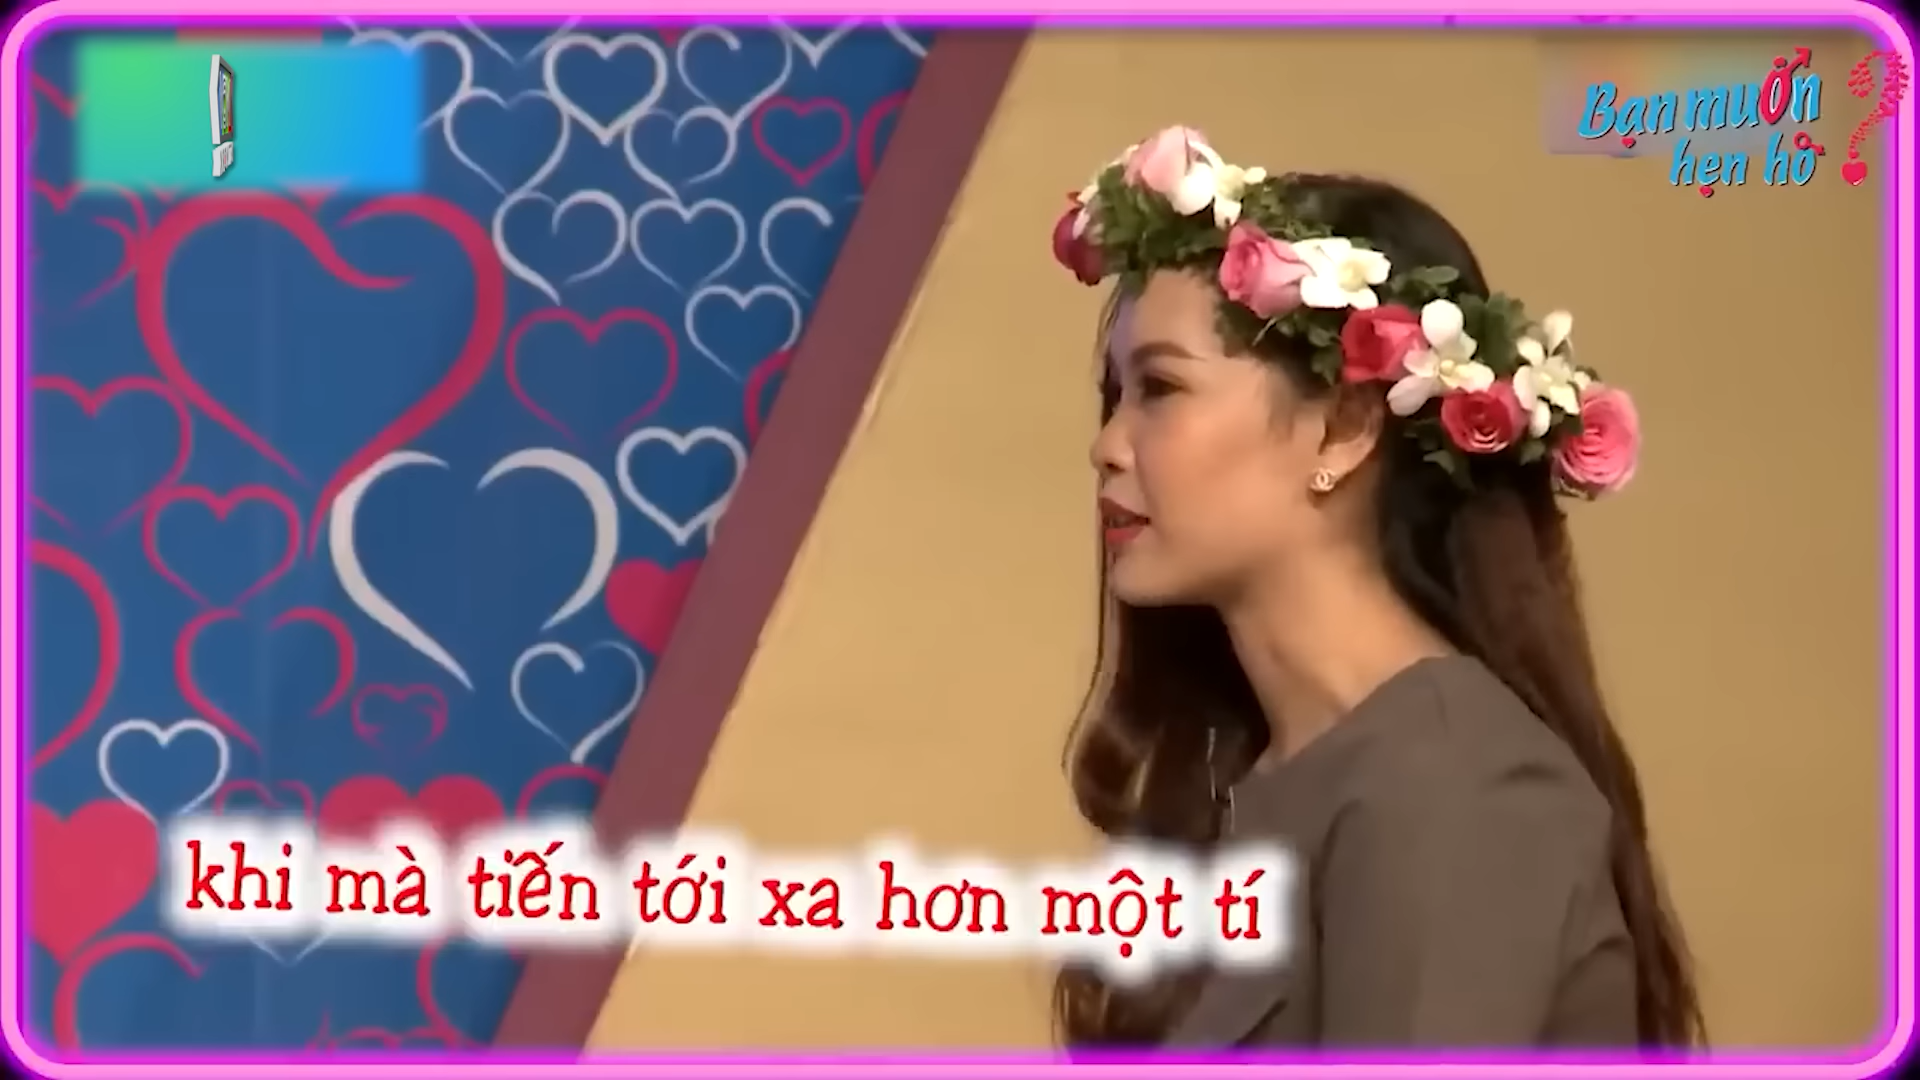 Bạn muốn
hẹn hò ?
khi mà tiến tới xa hơn một tí